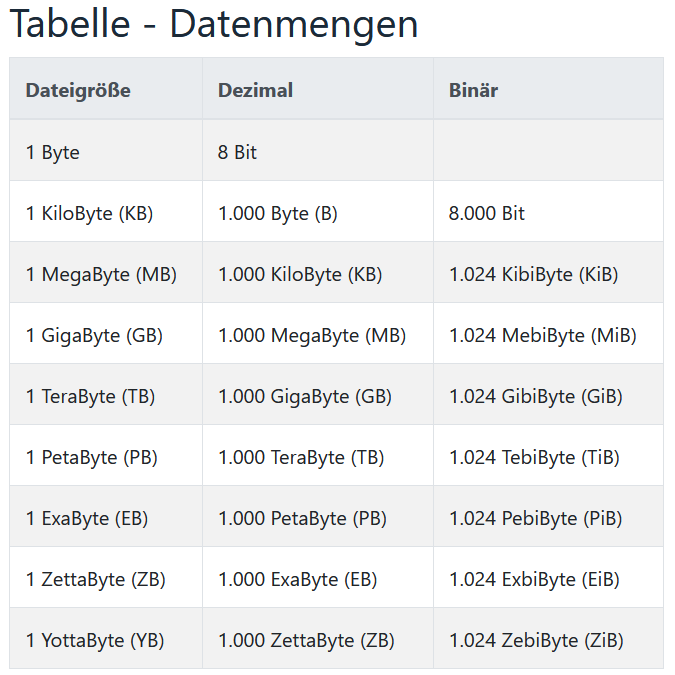 Tabelle - Datenmengen
Dateigröße Dezimal Binär
1 Byte 8 Bit
1 KiloByte (KB) 1.000 Byte (B) 8.000 Bit
1 MegaByte (MB) 1.000 KiloByte (KB) 1.024 KibiByte (KiB)
1 GigaByte (GB) 1.000 MegaByte (MB) 1.024 MebiByte (MiB)
1 TeraByte (TB) 1.000 GigaByte (GB) 1.024 GibiByte (GiB)
1 PetaByte (PB) 1.000 TeraByte (TB) 1.024 TebiByte (TiB)
1 ExaByte (EB) 1.000 PetaByte (PB) 1.024 PebiByte (PiB)
1 ZettaByte (ZB) 1.000 ExaByte (EB) 1.024 ExbiByte (EiB)
1 YottaByte (YB) 1.000 ZettaByte (ZB) 1.024 ZebiByte (ZiB)